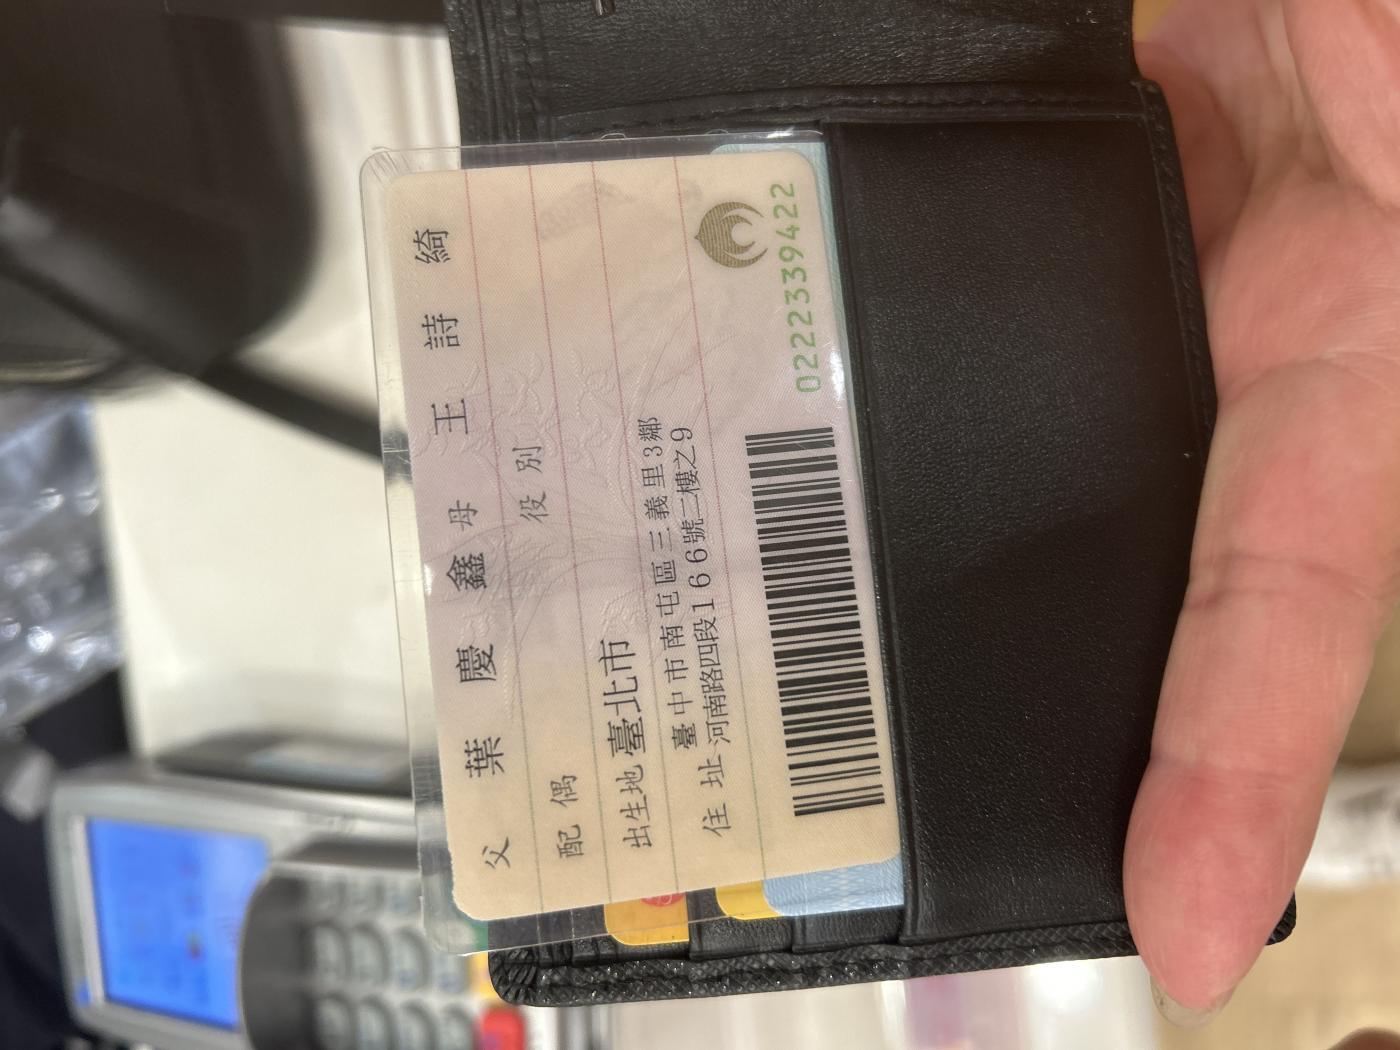 父 葉慶鑫 母 王詩綺
配偶 役別
出生地 臺北市
住址 臺中市南屯區三義里3鄰
河南路四段166號二樓之9
0222339422